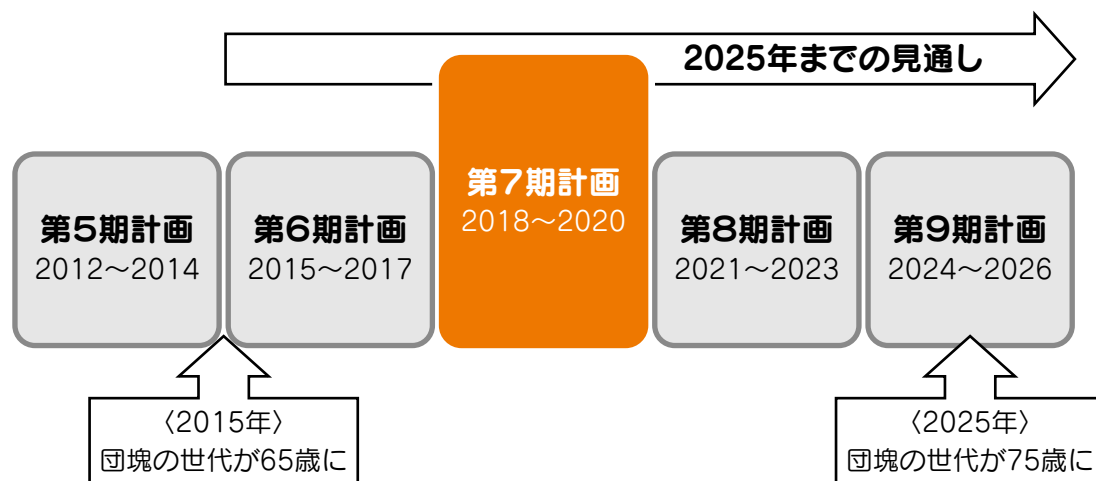 2025年までの見通し
第5期計画
2012～2014
第6期計画
2015～2017
第7期計画
2018～2020
第8期計画
2021～2023
第9期計画
2024～2026
〈2015年〉
団塊の世代が65歳に
〈2025年〉
団塊の世代が75歳に